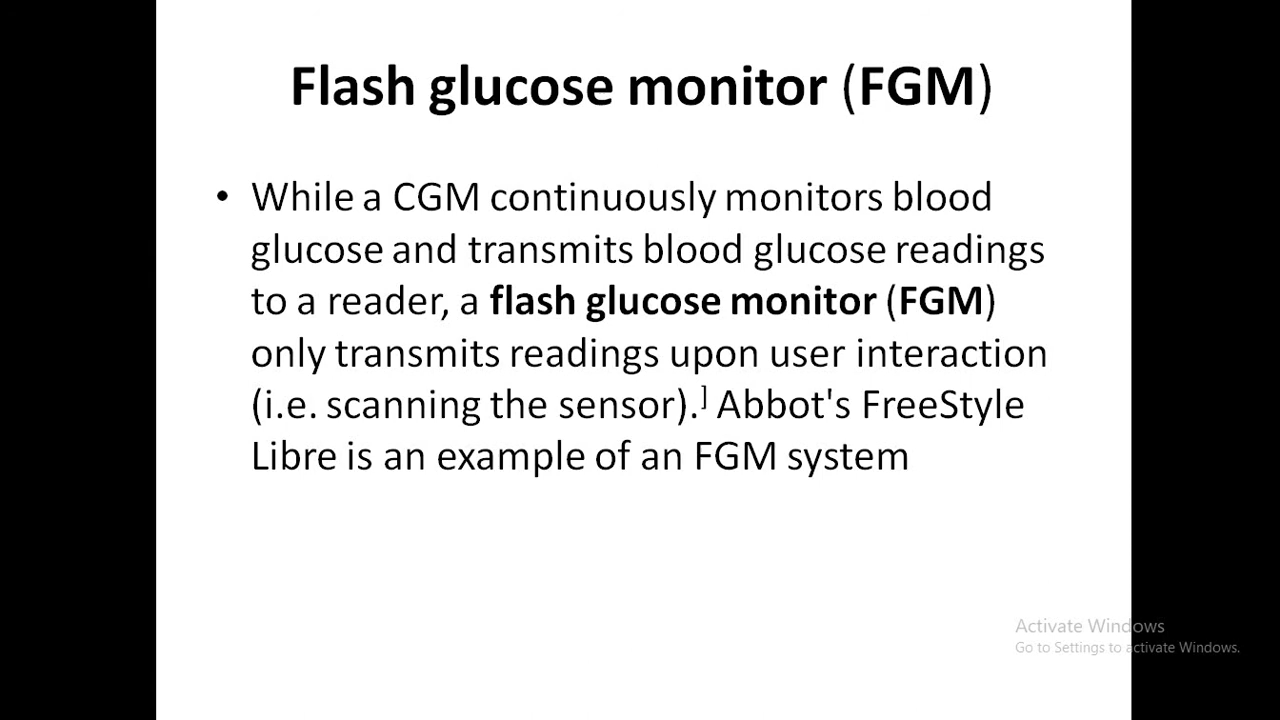 Flash glucose monitor (FGM)
• While a CGM continuously monitors blood
glucose and transmits blood glucose readings
to a reader, a flash glucose monitor (FGM)
only transmits readings upon user interaction
(i.e. scanning the sensor).] Abbot's FreeStyle
Libre is an example of an FGM system
Activate Windows
Go to Settings to activate Windows.